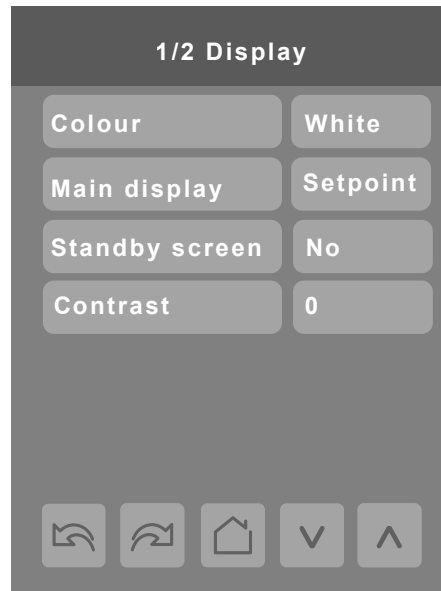 1/2 Display
Colour White
Main display Setpoint
Standby screen No
Contrast 0